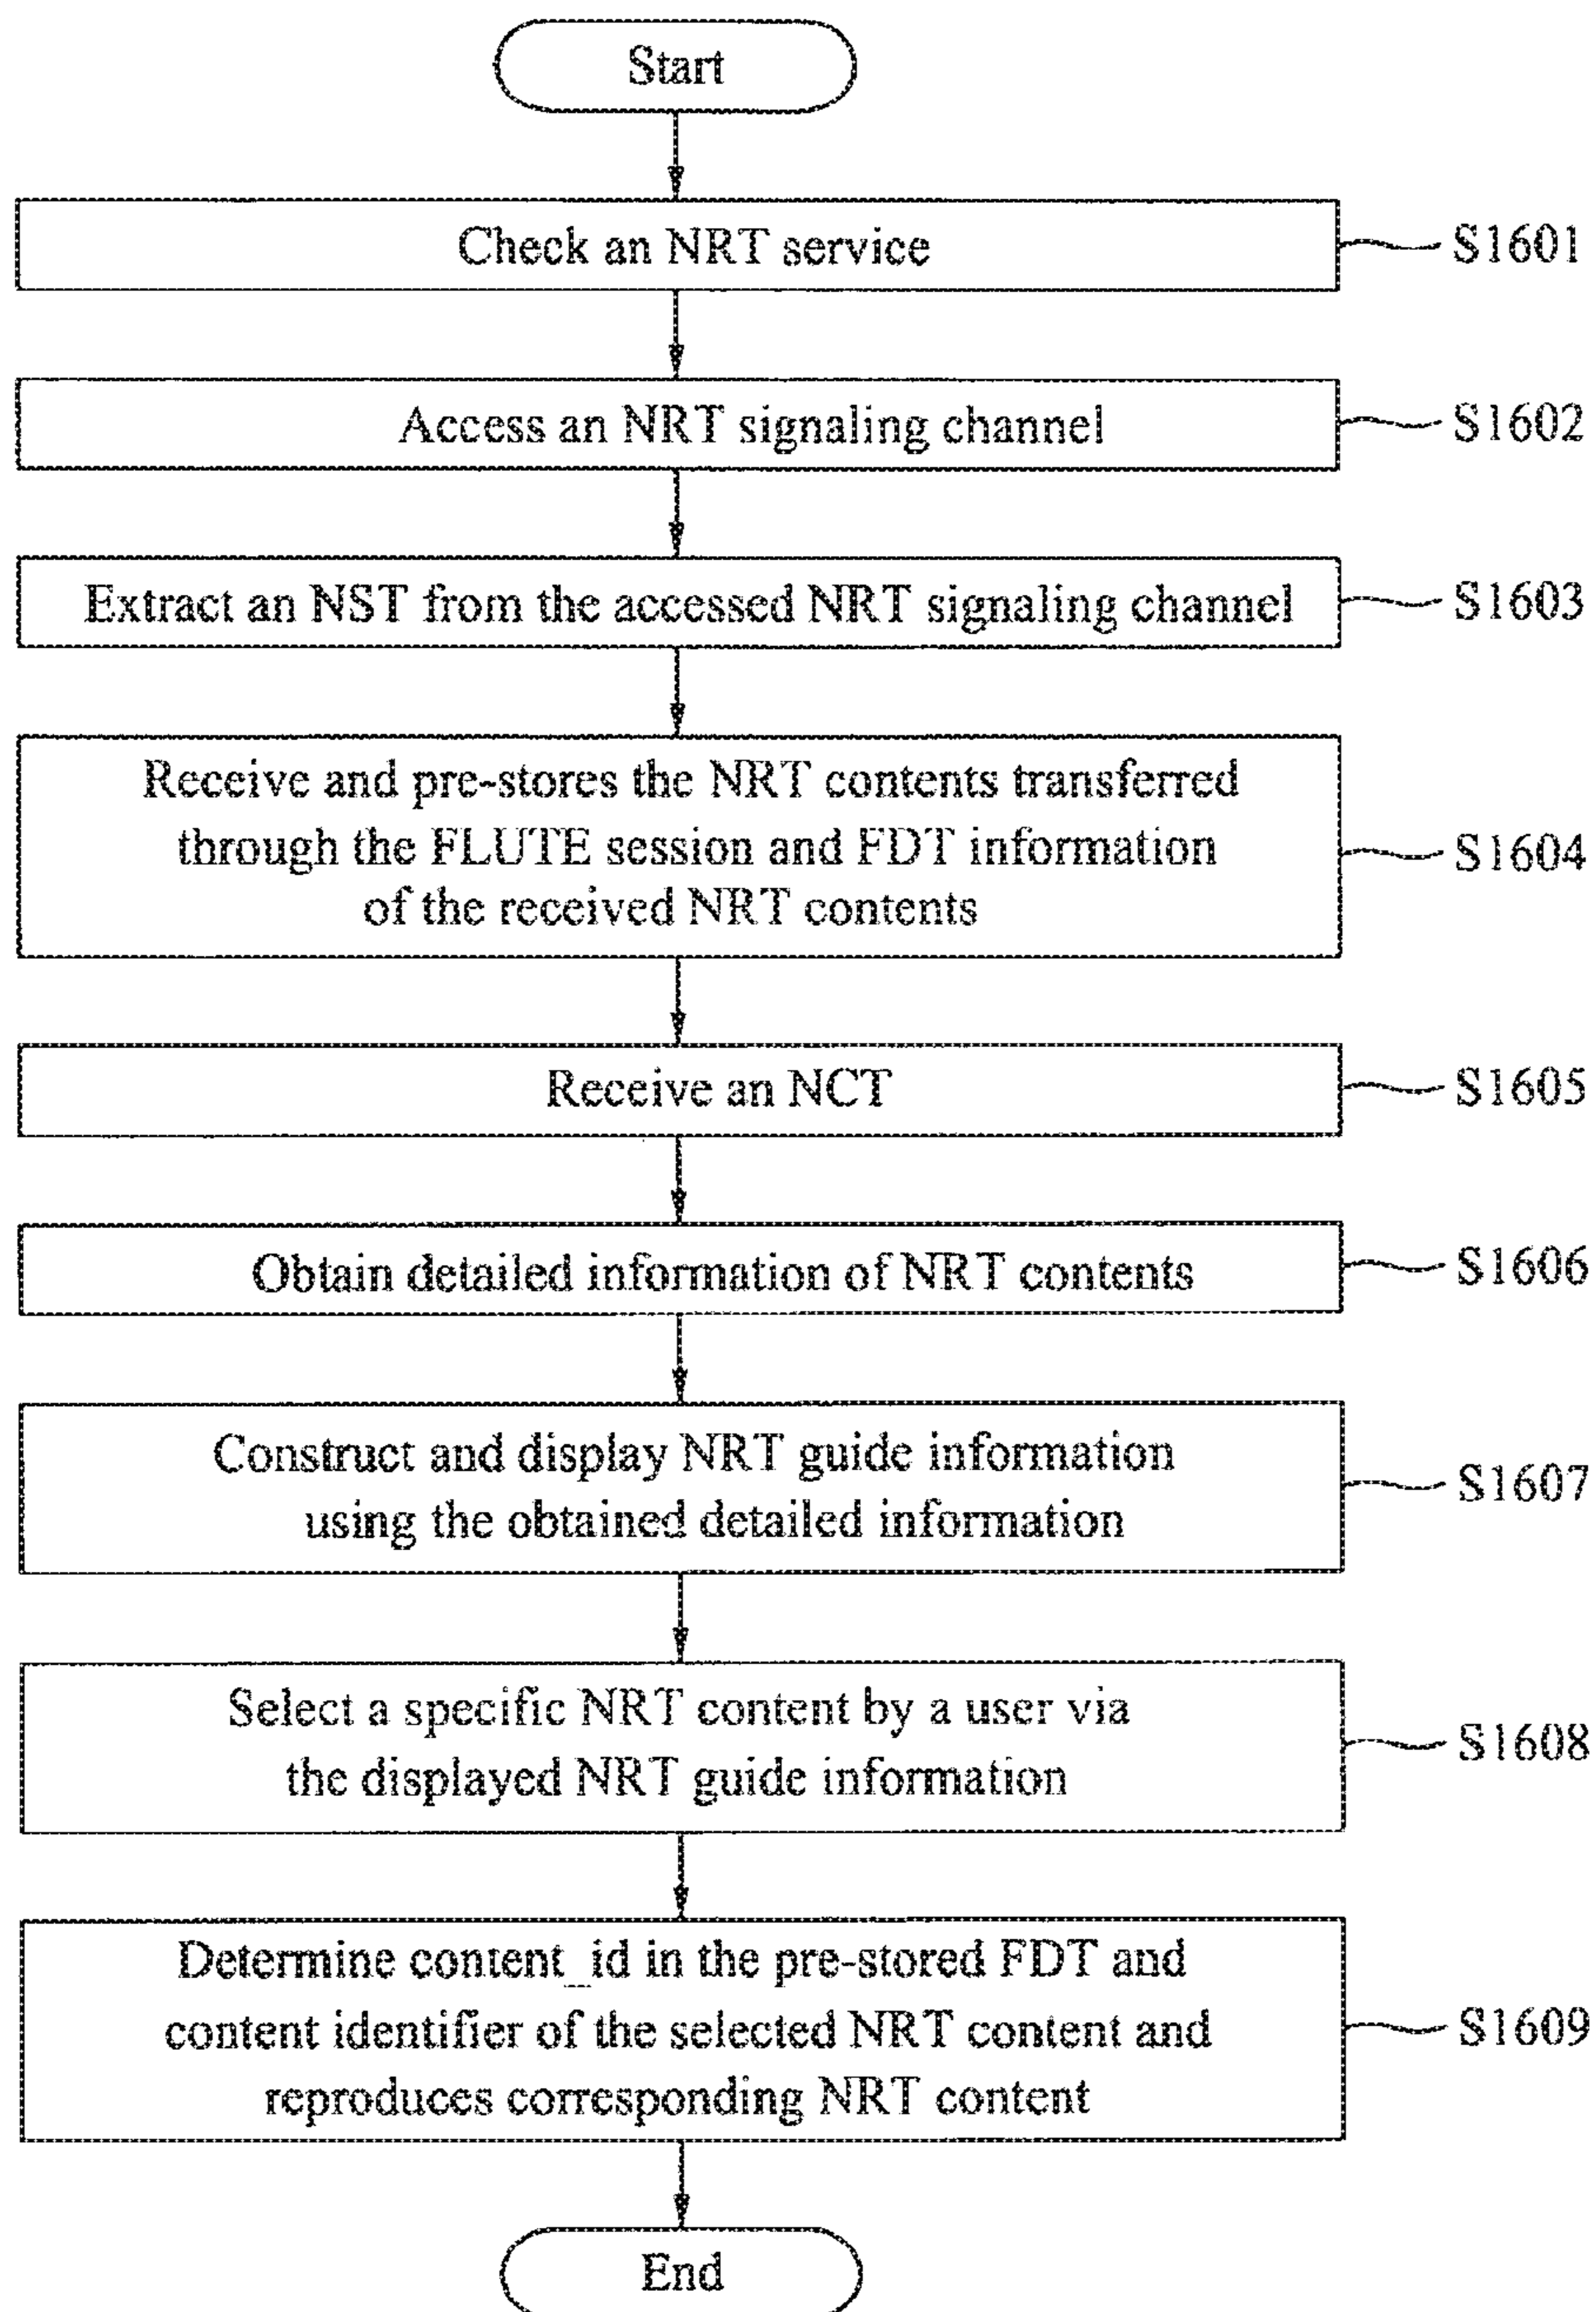 Start
Check an NRT service
S1601
Access an NRT signaling channel
S1602
Extract an NST from the accessed NRT signaling channel
S1603
Receive and pre-stores the NRT contents transferred
through the FLUTE session and FDT information
of the received NRT contents
S1604
Receive an NCT
S1605
Obtain detailed information of NRT contents
S1606
Construct and display NRT guide information
using the obtained detailed information
S1607
Select a specific NRT content by a user via
the displayed NRT guide information
S1608
Determine content_id in the pre-stored FDT and
content identifier of the selected NRT content and
reproduces corresponding NRT content
S1609
End